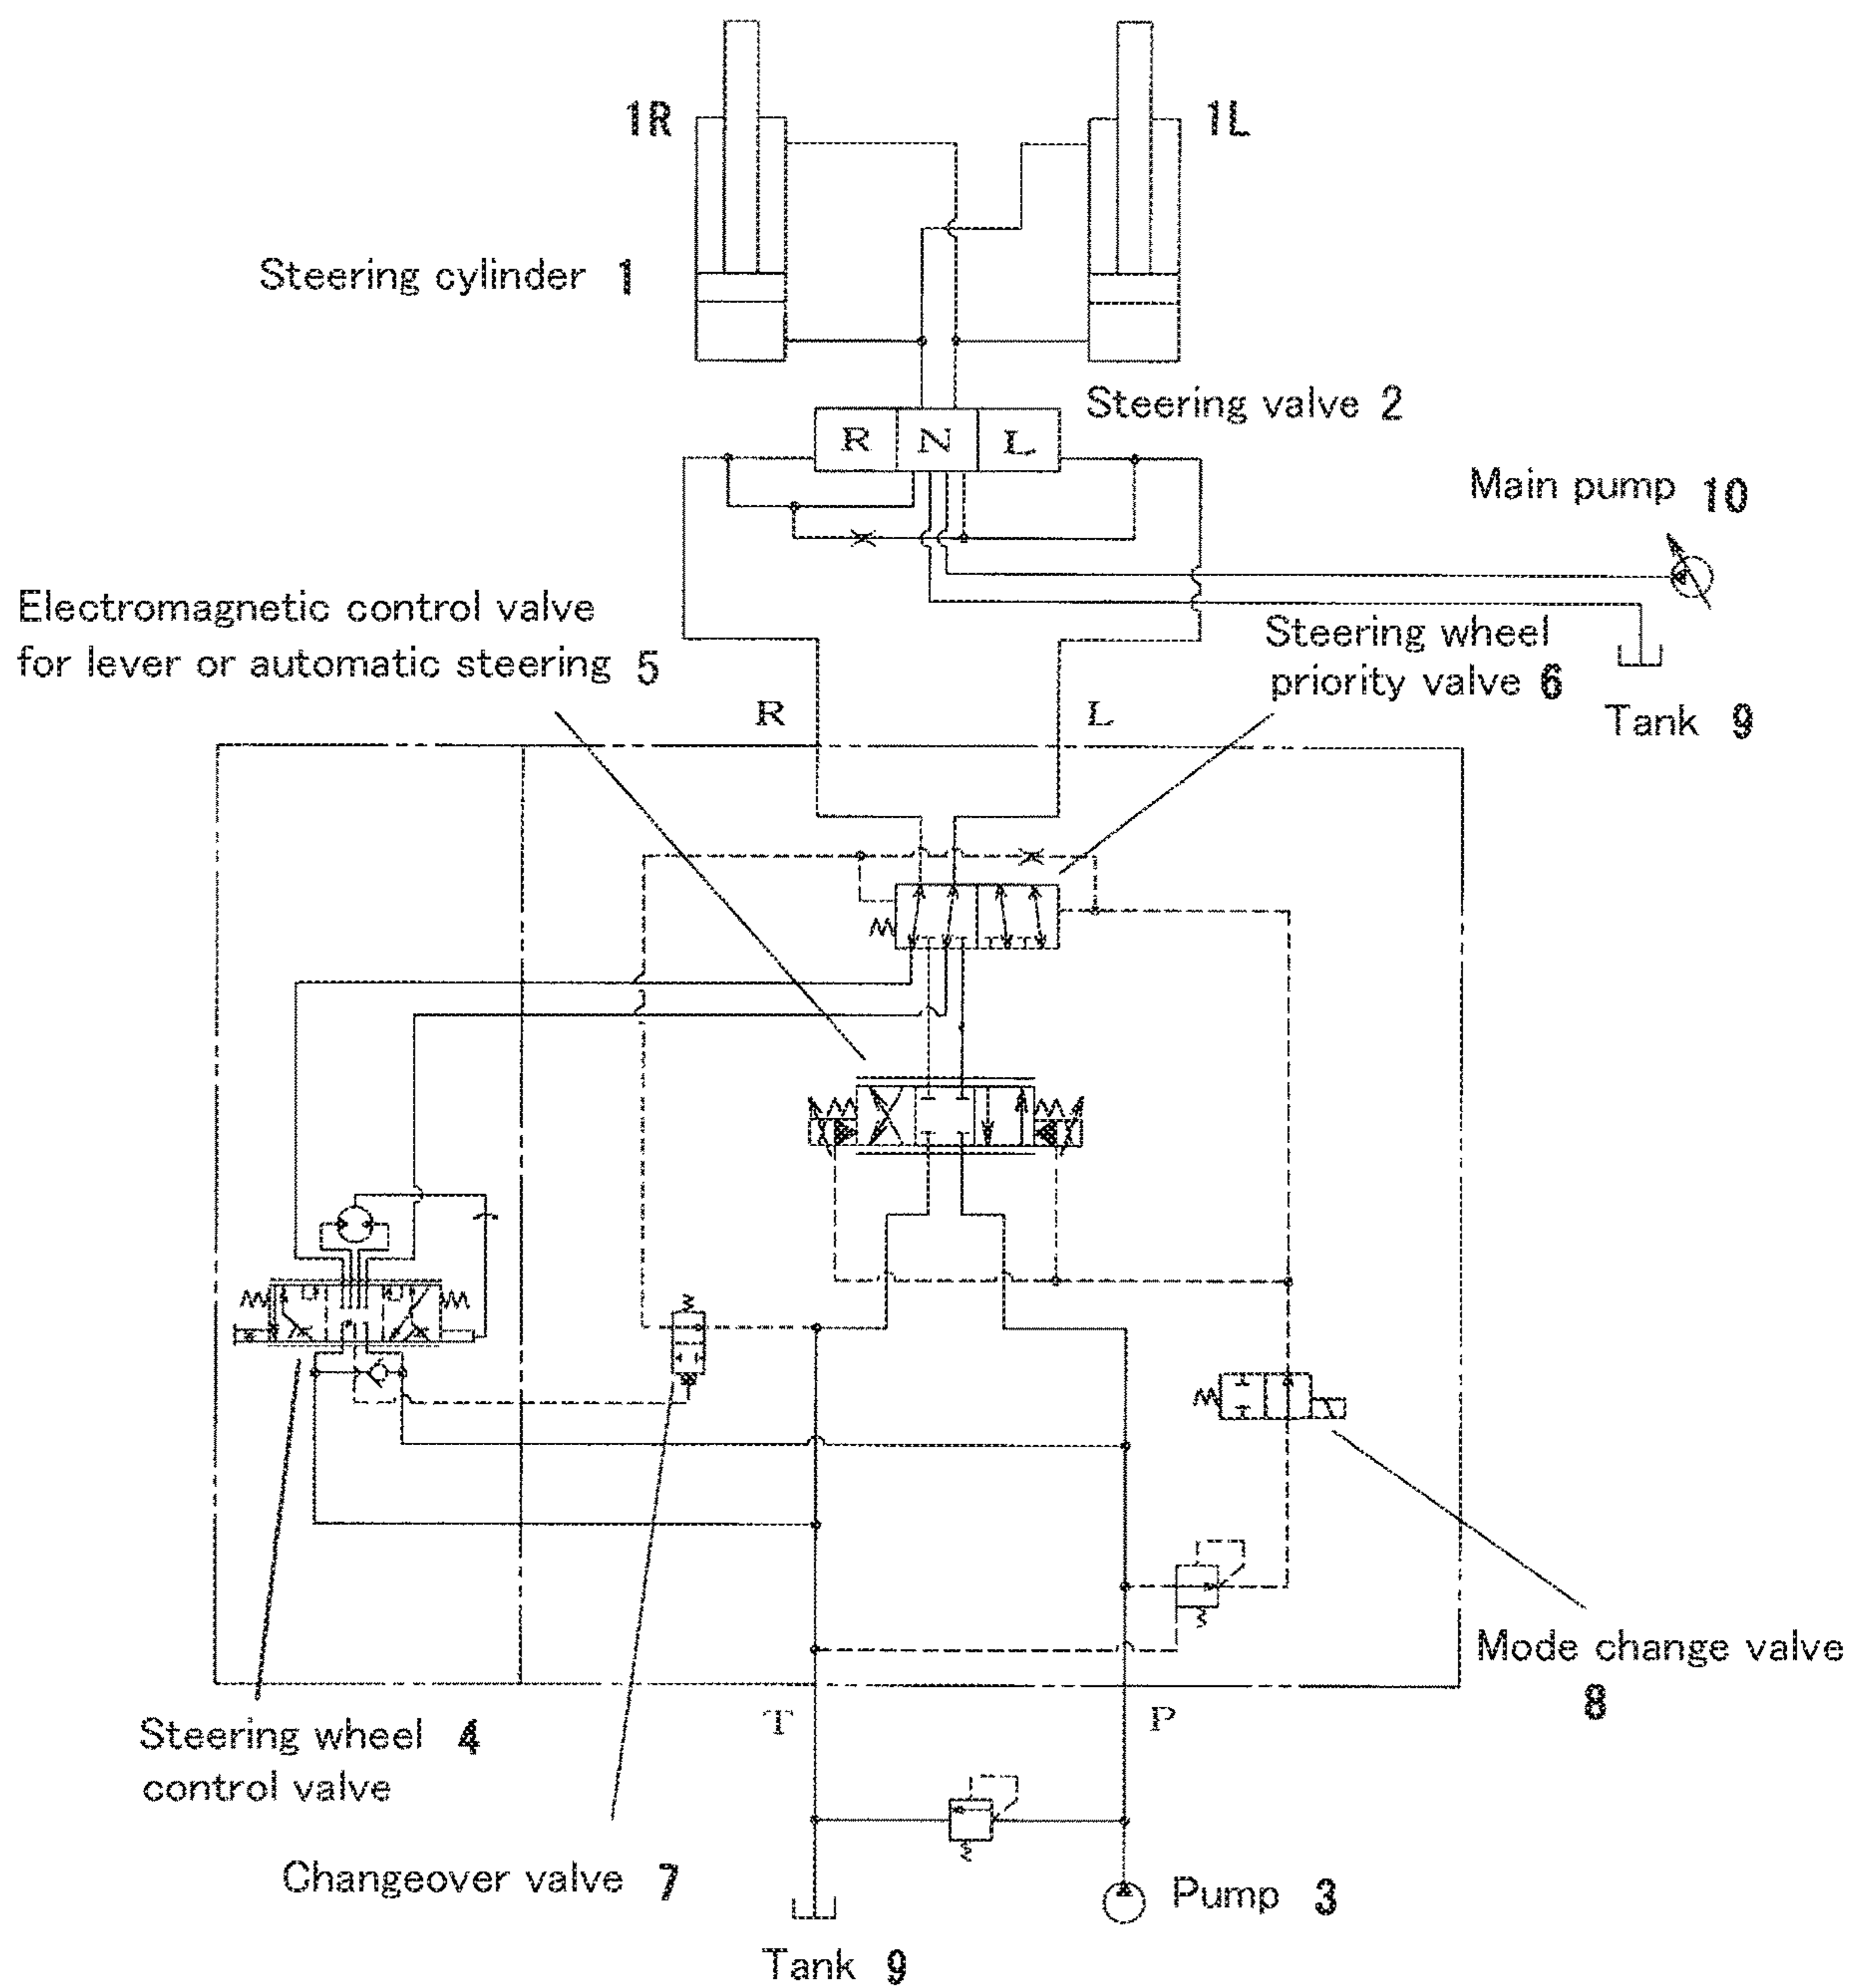 1R
1L
Steering cylinder 1
Steering valve 2
R N L
Main pump 10
Electromagnetic control valve
for lever or automatic steering 5
Steering wheel
priority valve 6
Tank 9
R
L
Mode change valve
8
T
P
Steering wheel 4
control valve
Changeover valve 7
Pump 3
Tank 9